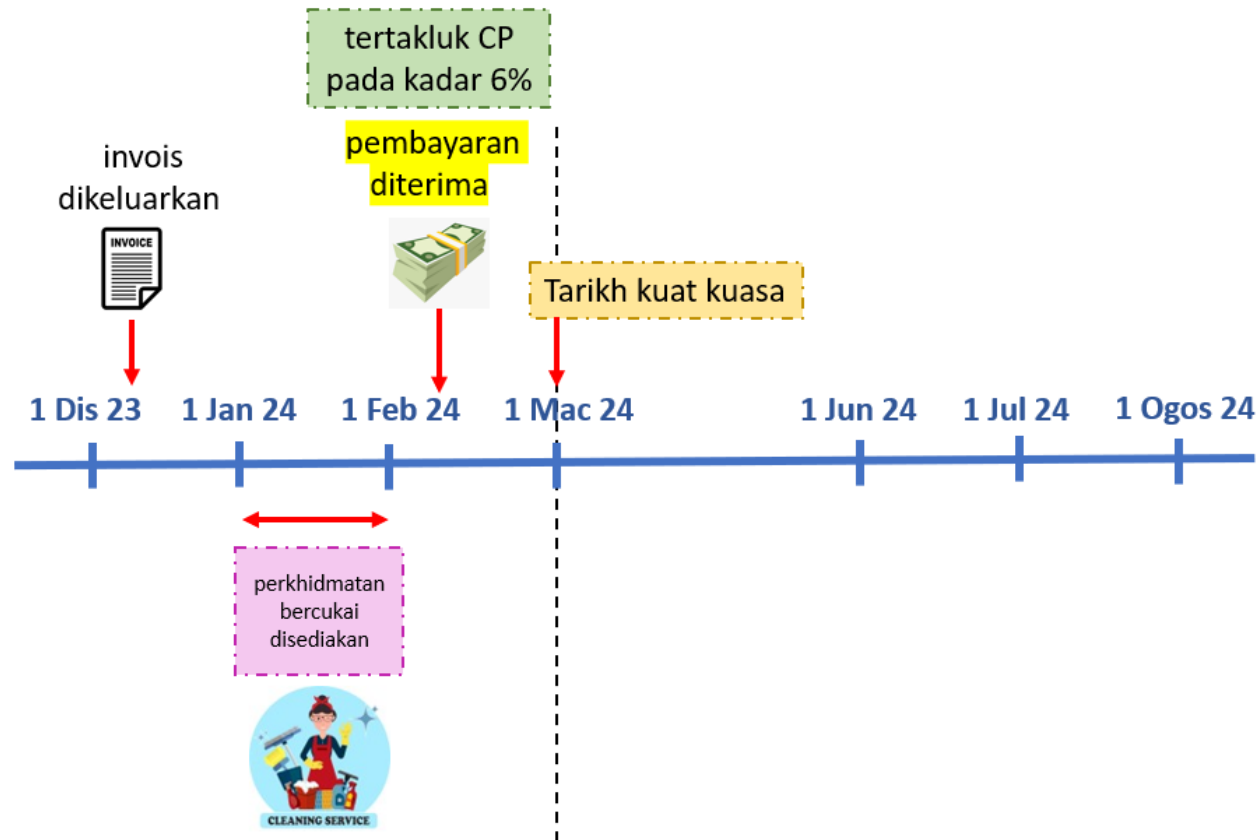 tertakluk CP
pada kadar 6%
invois
dikeluarkan
INVOICE
pembayaran
diterima
Tarikh kuat kuasa
1 Dis 23
1 Jan 24
1 Feb 24
1 Mac 24
1 Jun 24
1 Jul 24
1 Ogos 24
perkhidmatan
bercukai
disediakan
CLEANING SERVICE